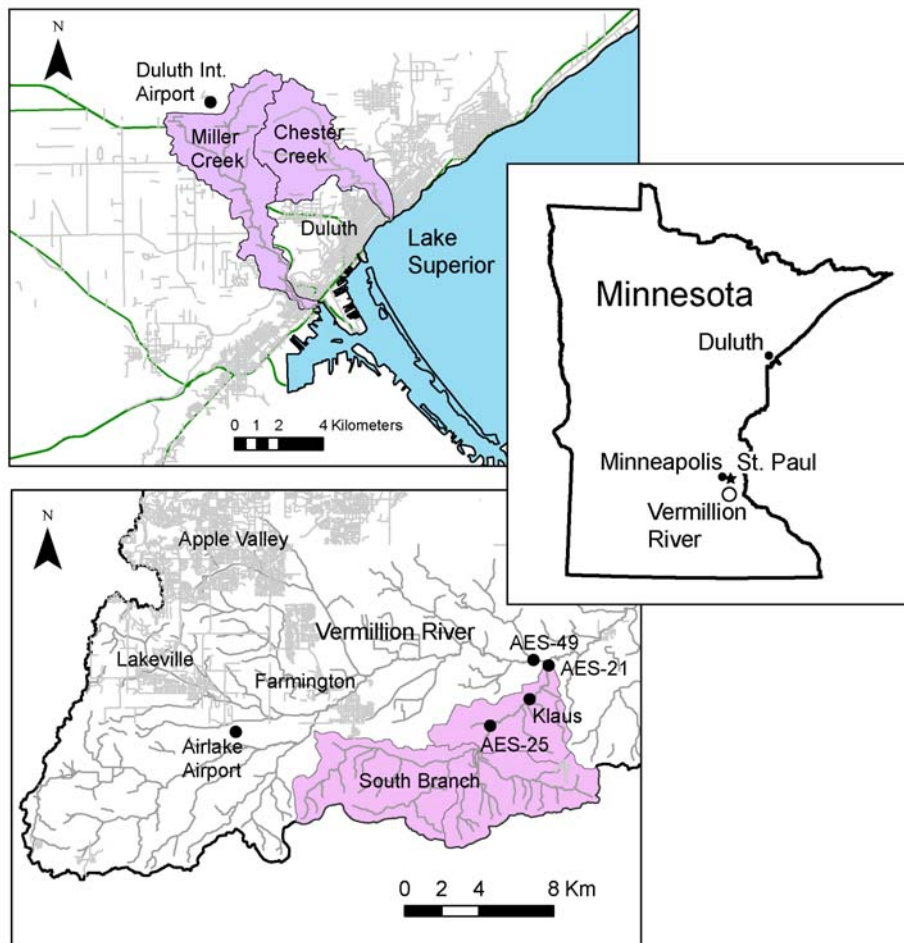 N
Duluth Int.
Airport
Miller
Creek
Chester
Creek
Duluth
Lake
Superior
0 1 2 4 Kilometers
Minnesota
Duluth
Minneapolis
St. Paul
Vermillion
River
N
Apple Valley
Vermillion River
AES-49
AES-21
Lakeville
Farmington
Klaus
Airlake
Airport
AES-25
South Branch
0 2 4 8 Km